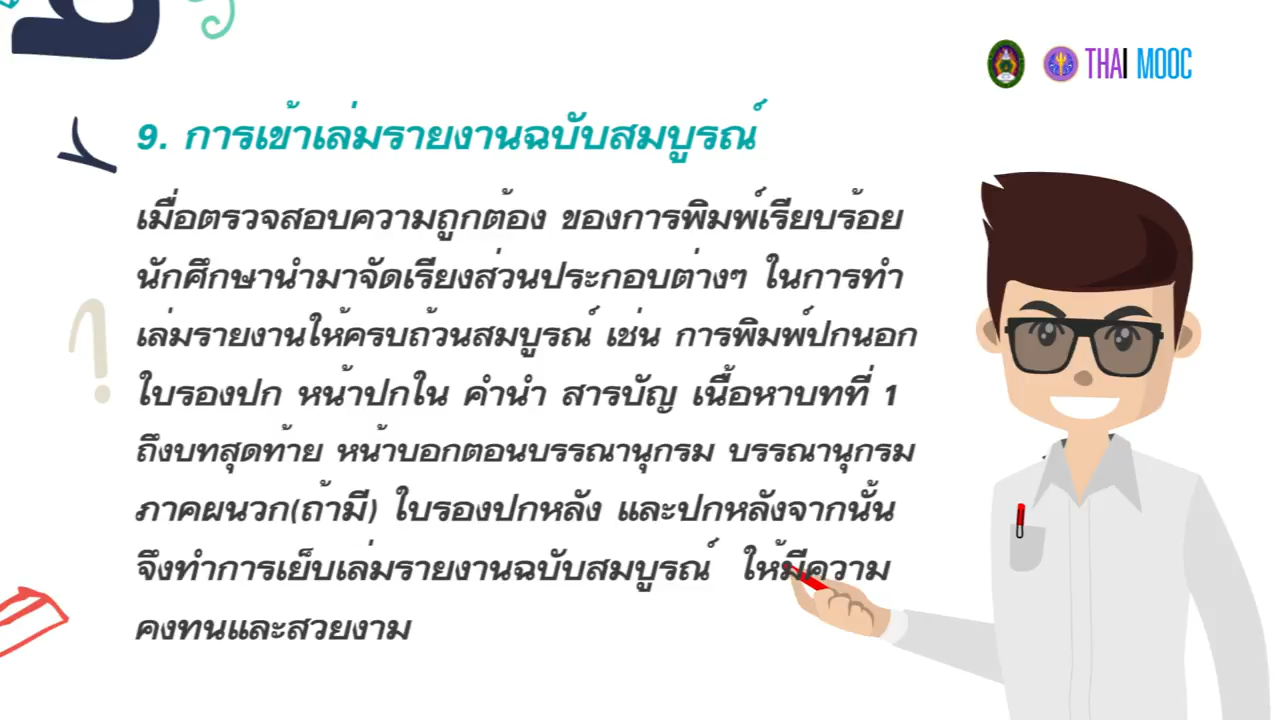 THAI MOOC
9. การเข้าเล่มรายงานฉบับสมบูรณ์
เมื่อตรวจสอบความถูกต้อง ของการพิมพ์เรียบร้อย
นักศึกษานำมาจัดเรียงส่วนประกอบต่างๆ ในการทำ
เล่มรายงานให้ครบถ้วนสมบูรณ์ เช่น การพิมพ์ปกนอก
ใบรองปก หน้าปกใน คำนำ สารบัญ เนื้อหาบทที่ 1
ถึงบทสุดท้าย หน้าบอกตอนบรรณานุกรม บรรณานุกรม
ภาคผนวก(ถ้ามี) ใบรองปกหลัง และปกหลังจากนั้น
จึงทำการเย็บเล่มรายงานฉบับสมบูรณ์ ให้มีความ
คงทนและสวยงาม